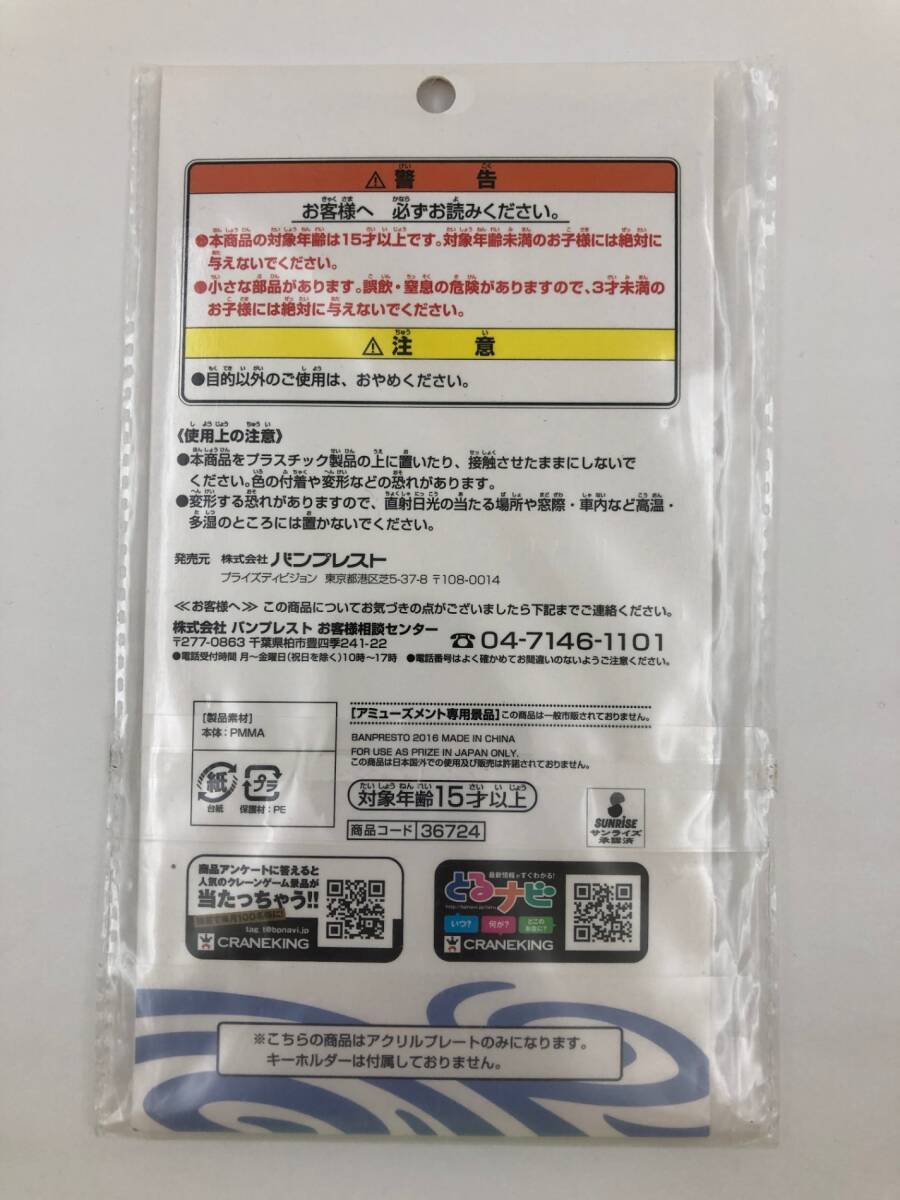 ⚠警告
お客様へ 必ずお読みください。
●本商品の対象年齢は15才以上です。対象年齢未満のお子様には絶対に
与えないでください。
●小さな部品があります。誤飲・窒息の危険がありますので、3才未満の
お子様には絶対に与えないでください。
⚠注意
●目的以外のご使用は、おやめください。
《使用上の注意》
●本商品をプラスチック製品の上に置いたり、接触させたままにしないで
ください。色の付着や変形などの恐れがあります。
●変形する恐れがありますので、直射日光の当たる場所や窓際・車内など高温・
多湿のところには置かないでください。
発売元 株式会社 バンプレスト
プライズディビジョン 東京都港区芝5-37-8 〒108-0014
≪お客様へ≫ この商品についてお気づきの点がございましたら下記までご連絡ください。
株式会社 バンプレスト お客様相談センター
〒277-0863 千葉県柏市豊四季241-22
☎04-7146-1101
●電話受付時間 月～金曜日(祝日を除く)10時～17時 ●電話番号はよく確かめてお間違いのないようご注意ください。
[製品素材]
本体:PMMA
紙
台紙
プラ
保護材:PE
[アミューズメント専用景品]この商品は一般市販されておりません。
BANPRESTO 2016 MADE IN CHINA
FOR USE AS PRIZE IN JAPAN ONLY.
この商品は日本国外での使用及び販売は許諾されておりません。
対象年齢15才以上
商品コード 36724
SUNRISE
サンライズ
承認済
商品アンケートに答えると
人気のクレーンゲーム景品が
当たっちゃう!!
抽選で毎月100名様に!
tag_t@bpnavi.jp
CRANEKING
最新情報がすぐわかる!
とるナビ
いつ? 何が? どこのお店に?
CRANEKING
※こちらの商品はアクリルプレートのみになります。
キーホルダーは付属しておりません。